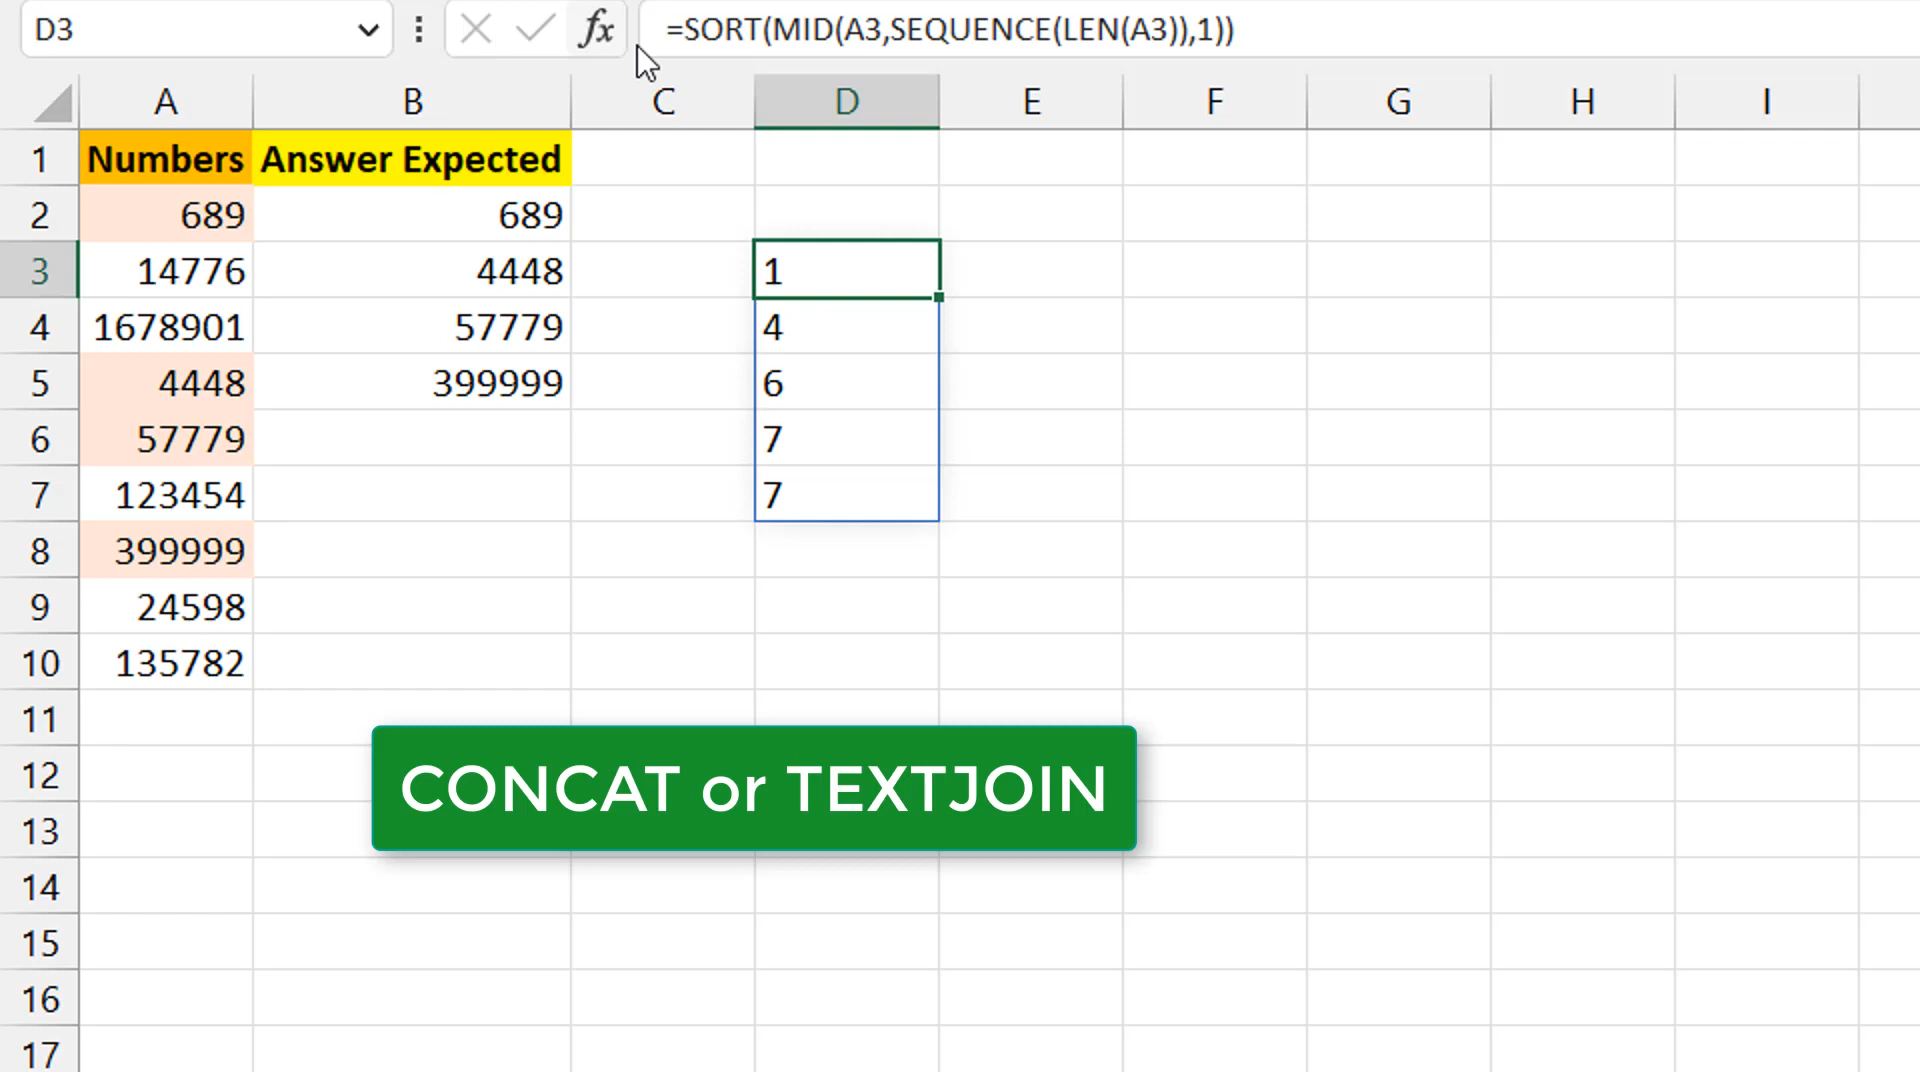 D3 fx =SORT(MID(A3,SEQUENCE(LEN(A3)),1))
A B C D E F G H I
1 Numbers Answer Expected
2 689 689
3 14776 4448 1
4 1678901 57779 4
5 4448 399999 6
6 57779 7
7 123454 7
8 399999
9 24598
10 135782
11
12 CONCAT or TEXTJOIN
13
14
15
16
17